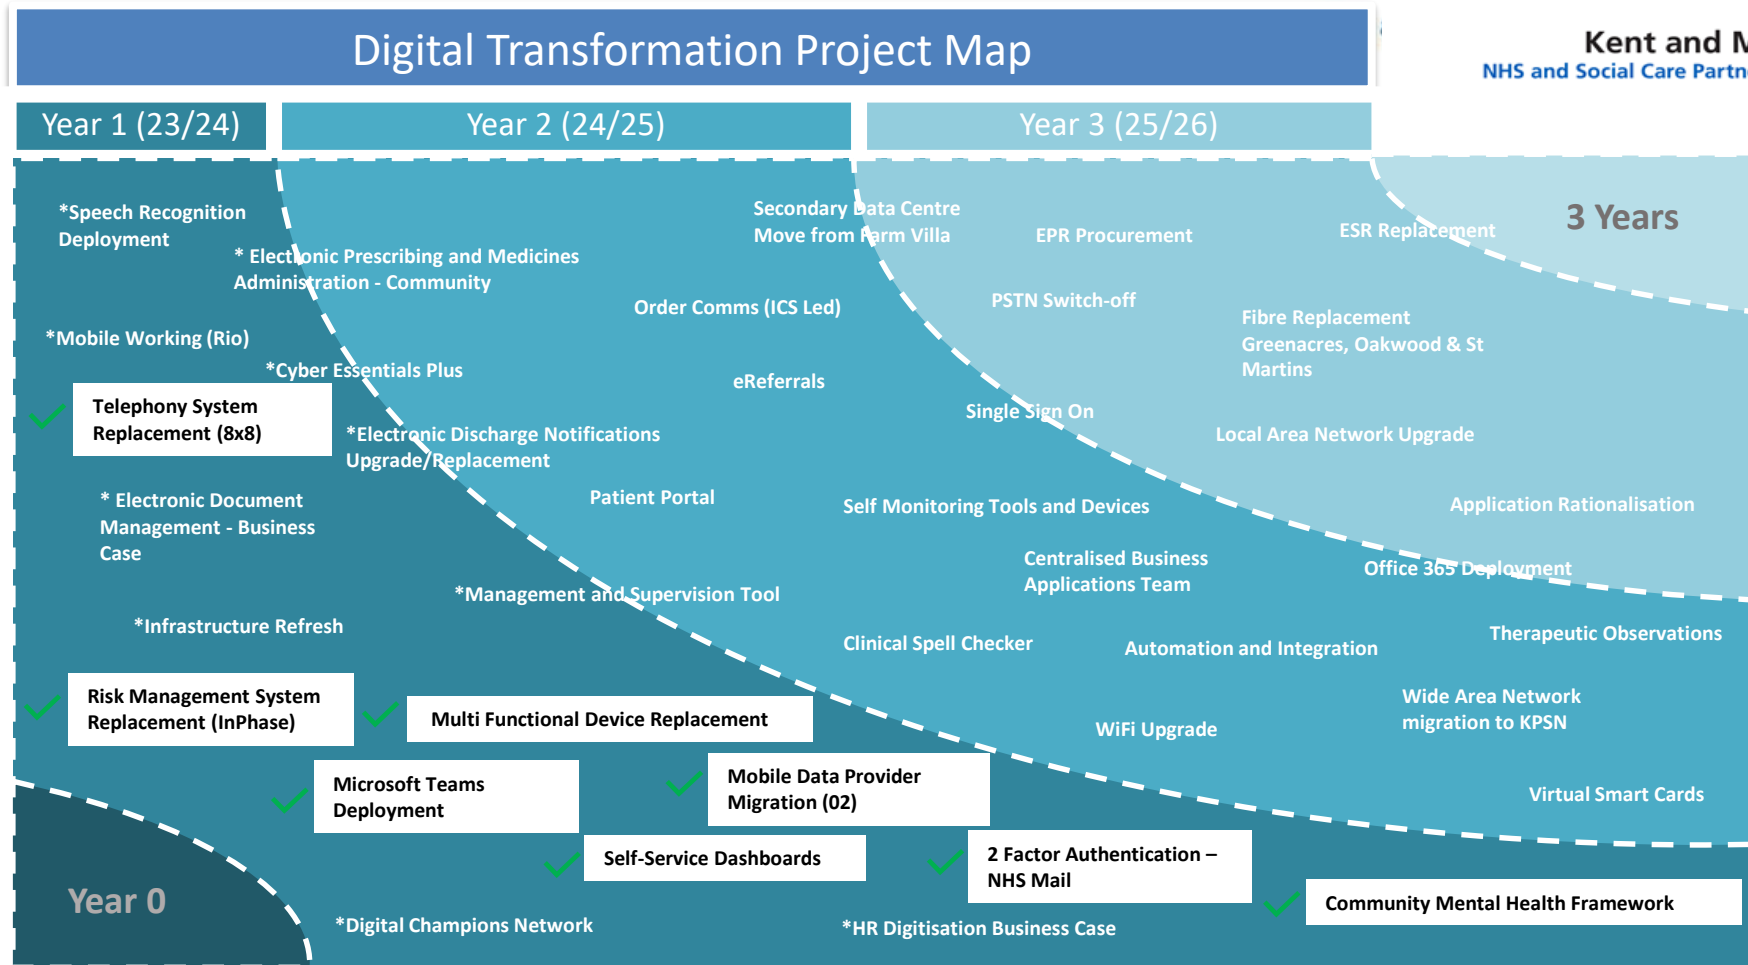 Digital Transformation Project Map
Kent and M
NHS and Social Care Partn
Year 1 (23/24)
Year 2 (24/25)
Year 3 (25/26)
3 Years
*Speech Recognition
Deployment
* Electronic Prescribing and Medicines
Administration - Community
Secondary Data Centre
Move from Farm Villa
EPR Procurement
ESR Replacement
Order Comms (ICS Led)
PSTN Switch-off
Fibre Replacement
Greenacres, Oakwood & St
Martins
*Mobile Working (Rio)
*Cyber Essentials Plus
eReferrals
Single Sign On
Local Area Network Upgrade
Telephony System
Replacement (8x8)
*Electronic Discharge Notifications
Upgrade/Replacement
Patient Portal
Self Monitoring Tools and Devices
Application Rationalisation
* Electronic Document
Management - Business
Case
Centralised Business
Applications Team
Office 365 Deployment
*Management and Supervision Tool
*Infrastructure Refresh
Clinical Spell Checker
Automation and Integration
Therapeutic Observations
Risk Management System
Replacement (InPhase)
Multi Functional Device Replacement
WiFi Upgrade
Wide Area Network
migration to KPSN
Microsoft Teams
Deployment
Mobile Data Provider
Migration (02)
Virtual Smart Cards
Self-Service Dashboards
2 Factor Authentication –
NHS Mail
Community Mental Health Framework
Year 0
*Digital Champions Network
*HR Digitisation Business Case